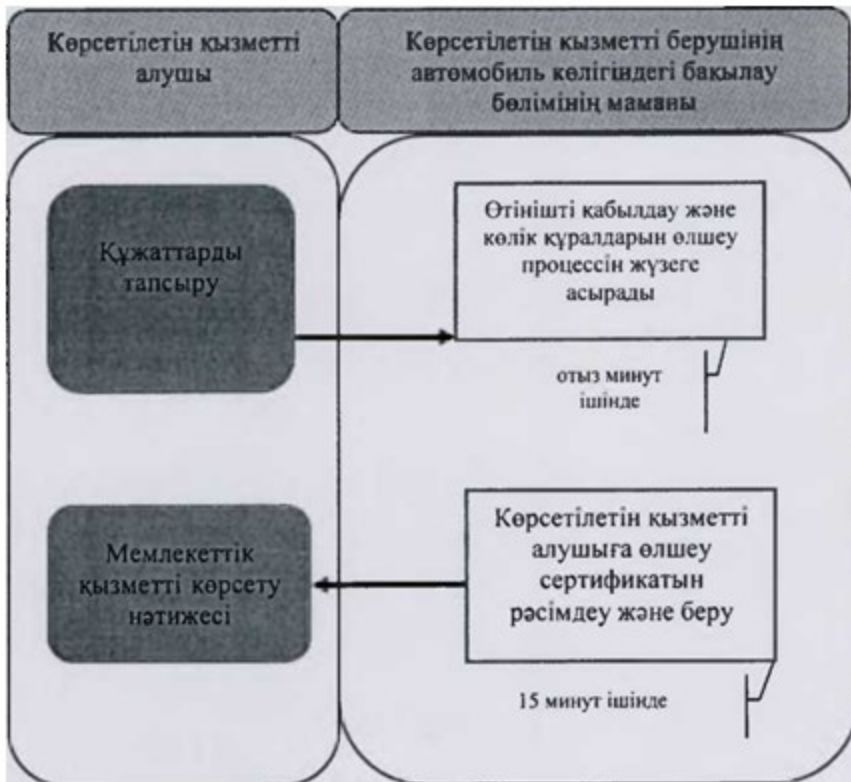 Көрсетілетін қызметті
алушы
Көрсетілетін қызметті берушінің
автомобиль көлігіндегі бақылау
бөлімінің маманы
Құжаттарды
тапсыру
Өтінішті қабылдау және
көлік құралдарын өлшеу
процессін жүзеге
асырады
отыз минут
ішінде
Мемлекеттік
қызметті көрсету
нәтижесі
Көрсетілетін қызметті
алушыға өлшеу
сертификатын
рәсімдеу және беру
15 минут ішінде